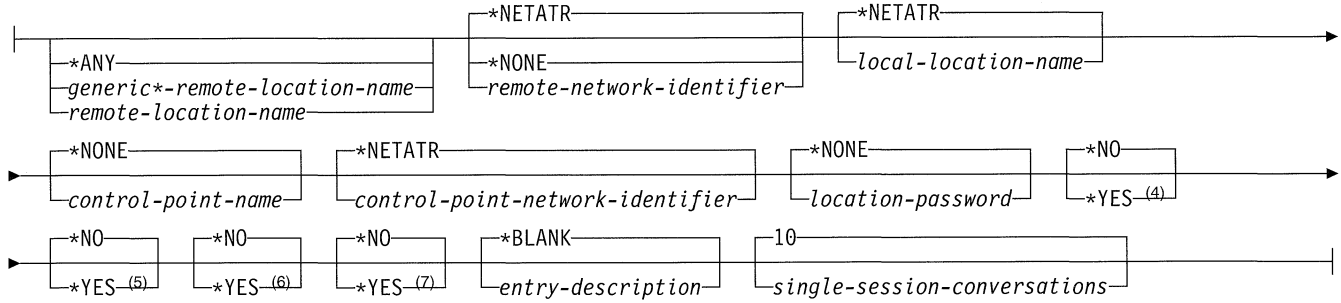 *NETATR *NETATR
*ANY *NONE local-location-name
generic*-remote-location-name remote-network-identifier
remote-location-name
*NONE *NETATR *NONE *NO
control-point-name control-point-network-identifier location-password *YES (4)
*NO *NO *NO *BLANK 10
*YES (5) *YES (6) *YES (7) entry-description single-session-conversations